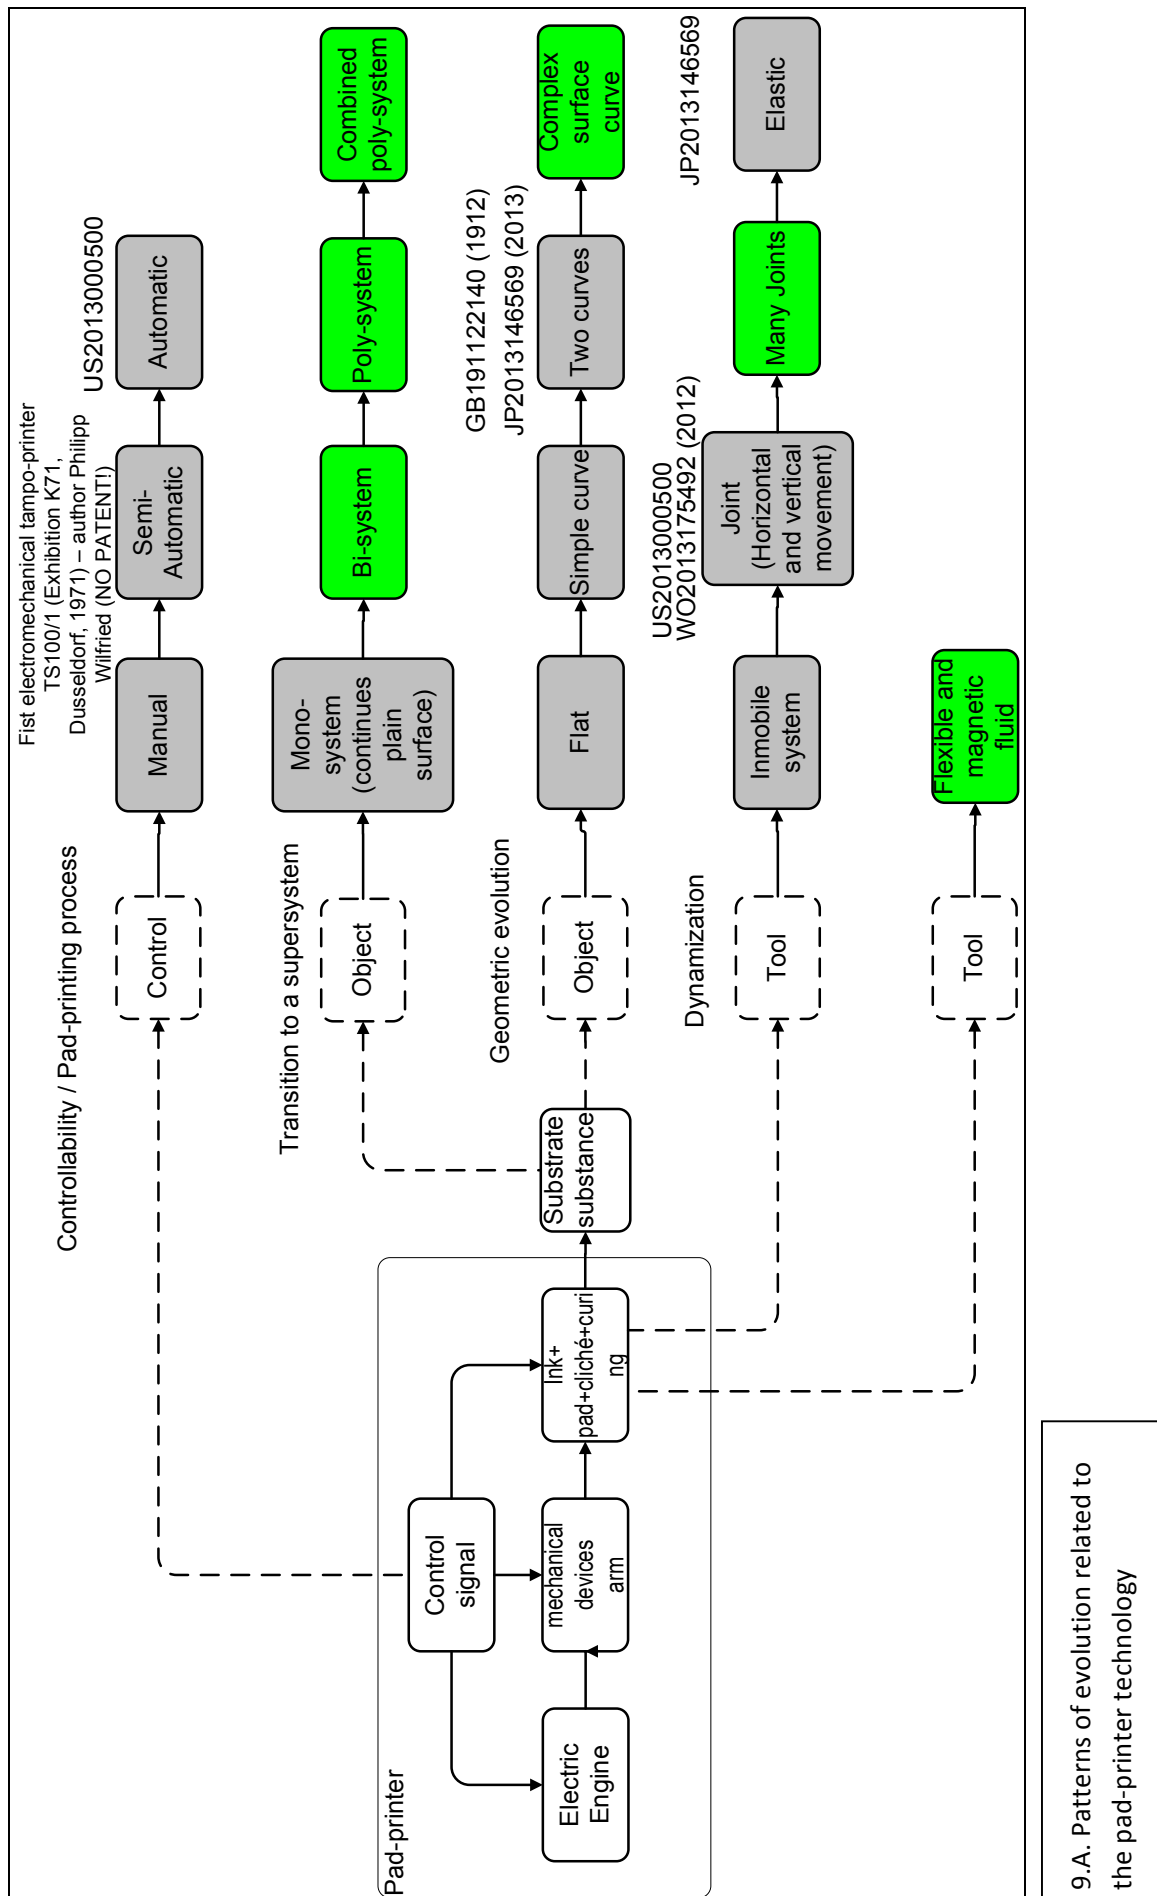 Fist electromechanical tampo-printer
TS100/1 (Exhibition K71,
Dusseldorf, 1971) – author Philipp
Wilfried (NO PATENT!)
US2013000500
Controllability / Pad-printing process
Control
Manual
Semi-
Automatic
Automatic
Transition to a supersystem
Object
Mono-
system
(continues
plain
surface)
Bi-system
Poly-system
Combined
poly-system
GB191122140 (1912)
JP2013146569 (2013)
Geometric evolution
Object
Flat
Simple curve
Two curves
Complex
surface
curve
US2013000500
WO2013175492 (2012)
JP2013146569
Dynamization
Tool
Inmobile
system
Joint
(Horizontal
and vertical
movement)
Many Joints
Elastic
Tool
Flexible and
magnetic
fluid
Pad-printer
Control
signal
Electric
Engine
mechanical
devices
arm
Ink+
pad+cliché+curi
ng
Substrate
substance
9.A. Patterns of evolution related to
the pad-printer technology